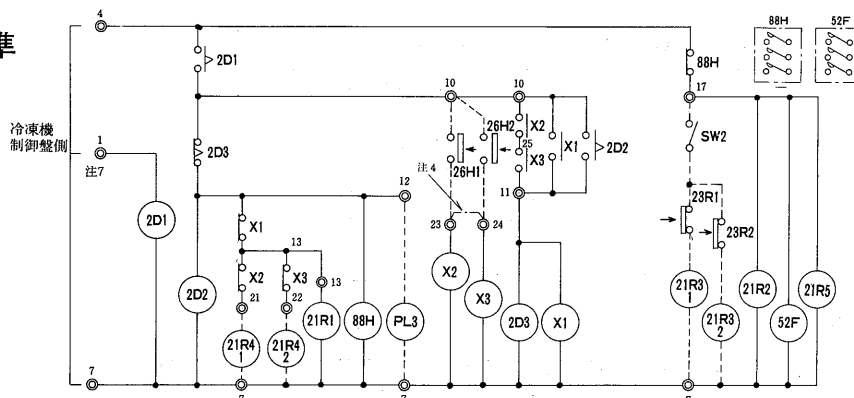 準
88H 52F
4
2D1
88H
10 10 17
冷凍機
制御盤側
1
注7
2D3
26H1 26H2 X2 25 X3 X1 2D2
SW2
注4
12 11
X1
13
23 24
23R1
23R2
X2 X3 13
21 22
2D1
2D2
X2 X3
21R4 1
21R4 2
21R1 88H PL3
2D3 X1
21R3 1
21R3 2
21R2 52F 21R5
7 7 7 7